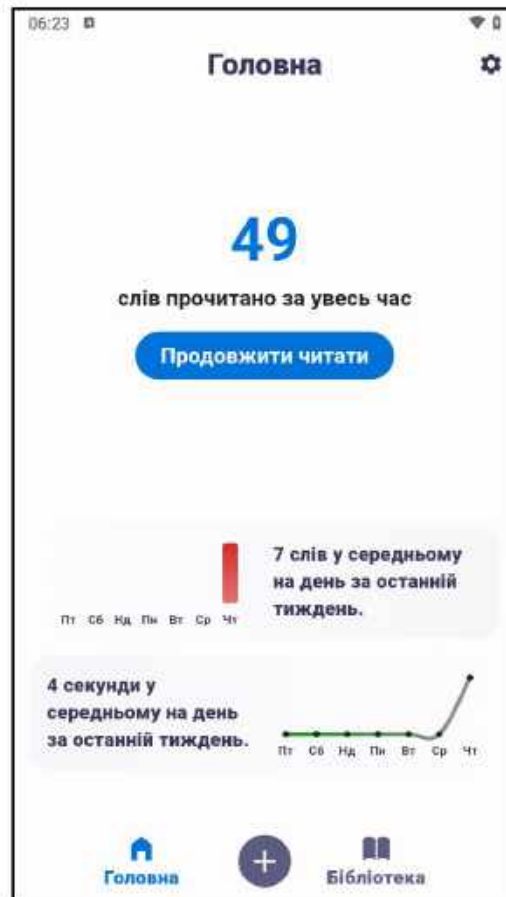 06:23
Головна
49
слів прочитано за увесь час
Продовжити читати
7 слів у середньому
на день за останній
тиждень.
Пт Сб Нд Пн Вт Ср Чт
4 секунди у
середньому на день
за останній тиждень.
Пт Сб Нд Пн Вт Ср Чт
Головна
Бібліотека